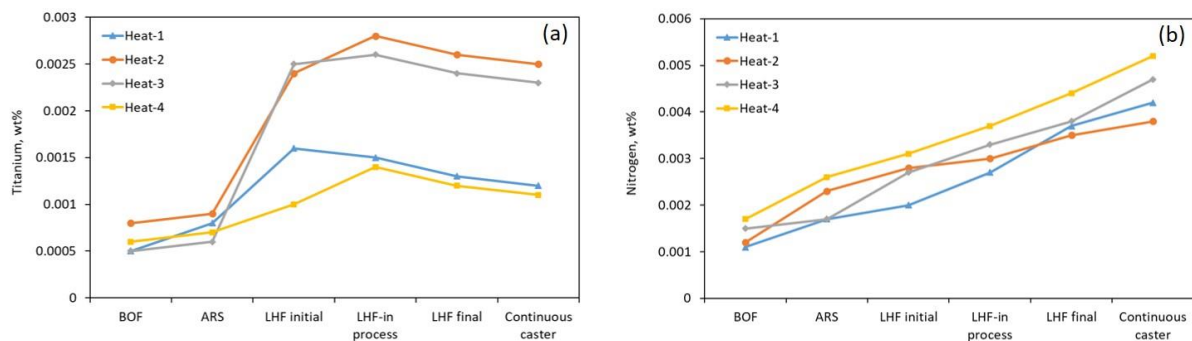 (a)
Titanium, wt%
0.003
0.0025
0.002
0.0015
0.001
0.0005
0
Heat-1
Heat-2
Heat-3
Heat-4
BOF
ARS
LHF initial
LHF-in
process
LHF final
Continuous
caster
(b)
Nitrogen, wt%
0.006
0.005
0.004
0.003
0.002
0.001
0.000
Heat-1
Heat-2
Heat-3
Heat-4
BOF
ARS
LHF initial
LHF-in
process
LHF final
Continuous
caster